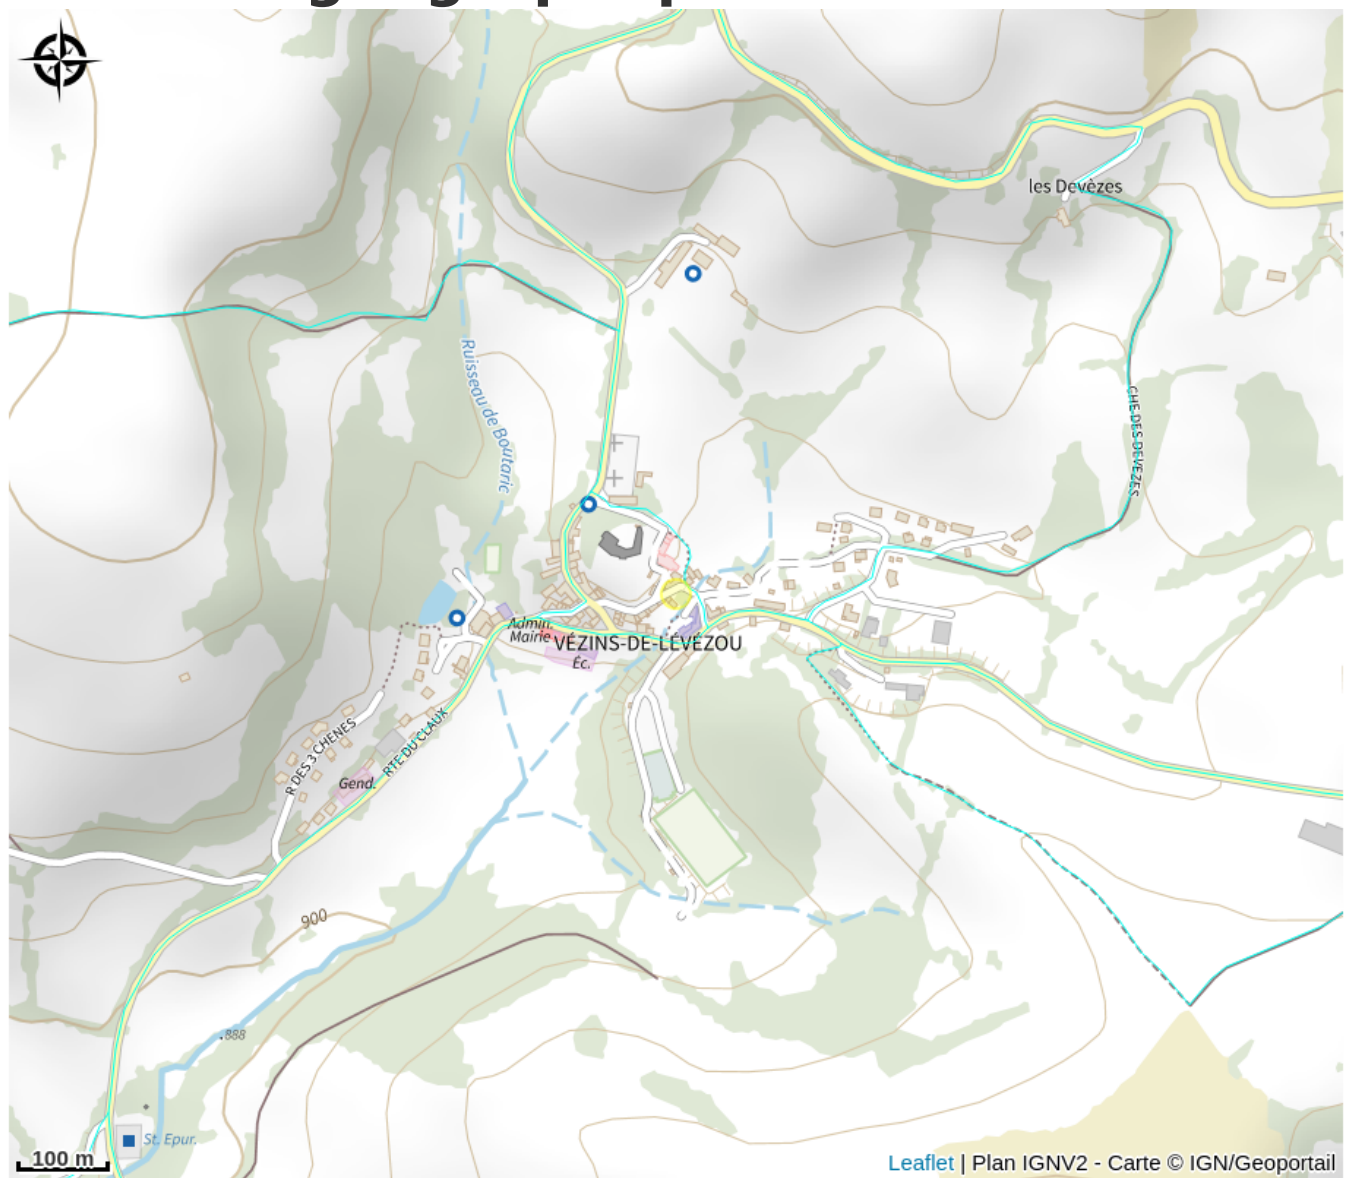 les Devèzes
Ruisseau de Boutaric
CHE DES DEVEZES
Admin.
Mairie
VÉZINS-DE-LÉVÉZOU
Éc.
R DES 3 CHENES
RTE DU CLAUX
Gend.
900
888
St. Epur.
100 m
Leaflet | Plan IGNV2 - Carte © IGN/Geoportail